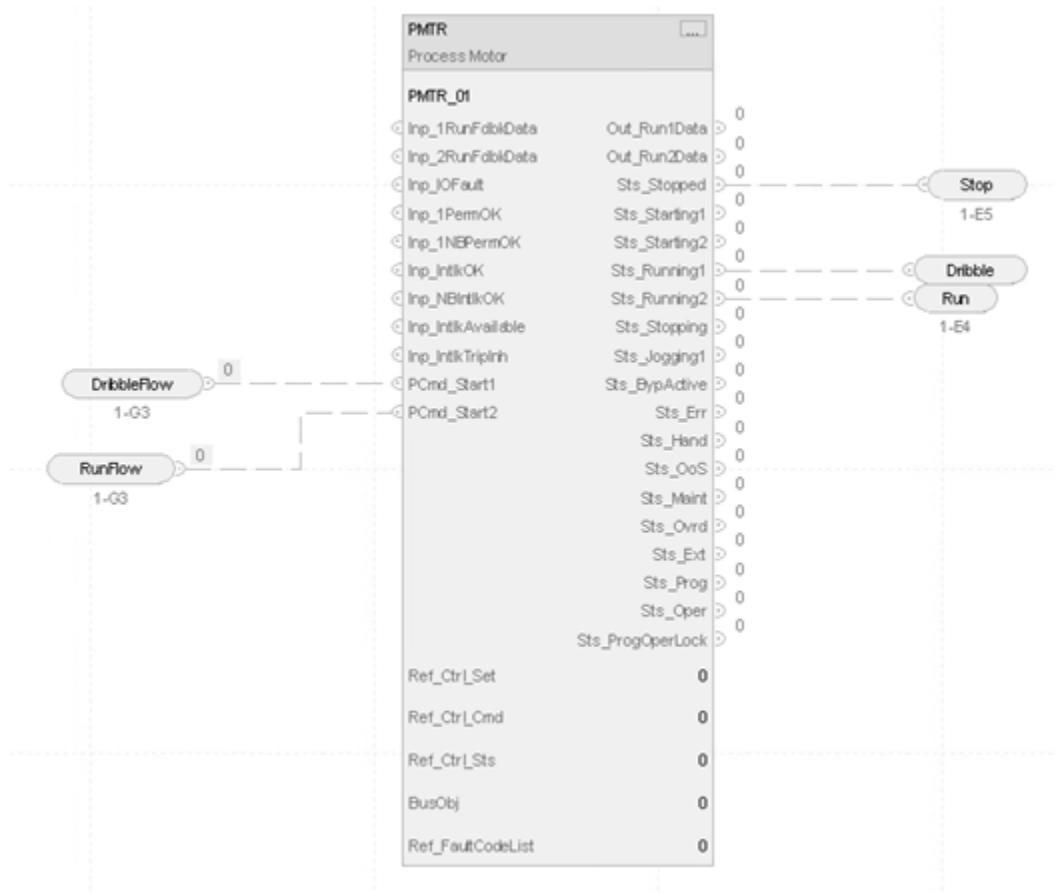 PMTR ...
Process Motor
PMTR_01
0
Inp_1RunFdbkData Out_Run1Data
0
Inp_2RunFdbkData Out_Run2Data
0
Inp_IOFault Sts_Stopped Stop
0
Inp_1PermOK Sts_Starting1 1-E5
0
Inp_1NBPermOK Sts_Starting2
0
Inp_IntlkOK Sts_Running1 Dribble
0
Inp_NBIntlkOK Sts_Running2 Run
0
Inp_IntlkAvailable Sts_Stopping 1-E4
0
Inp_IntlkTripInh Sts_Jogging1
0 0
DribbleFlow PCmd_Start1 Sts_BypActive
0
1-G3 PCmd_Start2 Sts_Err
0
Sts_Hand
0 0
RunFlow Sts_OoS
0
1-G3 Sts_Maint
0
Sts_Ovrd
0
Sts_Ext
0
Sts_Prog
0
Sts_Oper
0
Sts_ProgOperLock
Ref_Ctrl_Set 0
Ref_Ctrl_Cmd 0
Ref_Ctrl_Sts 0
BusObj 0
Ref_FaultCodeList 0